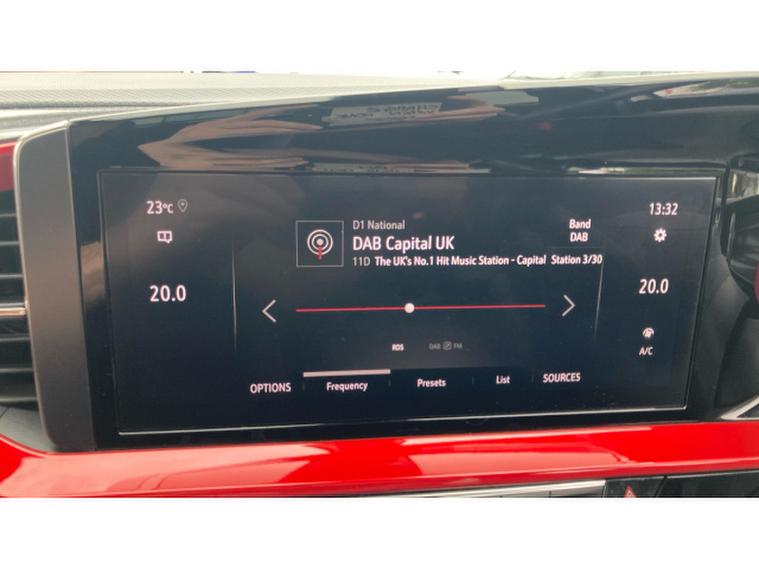 23°C
13:32
D1 National
Band
DAB Capital UK
DAB
11D The UK's No.1 Hit Music Station - Capital Station 3/30
20.0
20.0
RDS
DAB FM
A/C
OPTIONS
Frequency
Presets
List
SOURCES